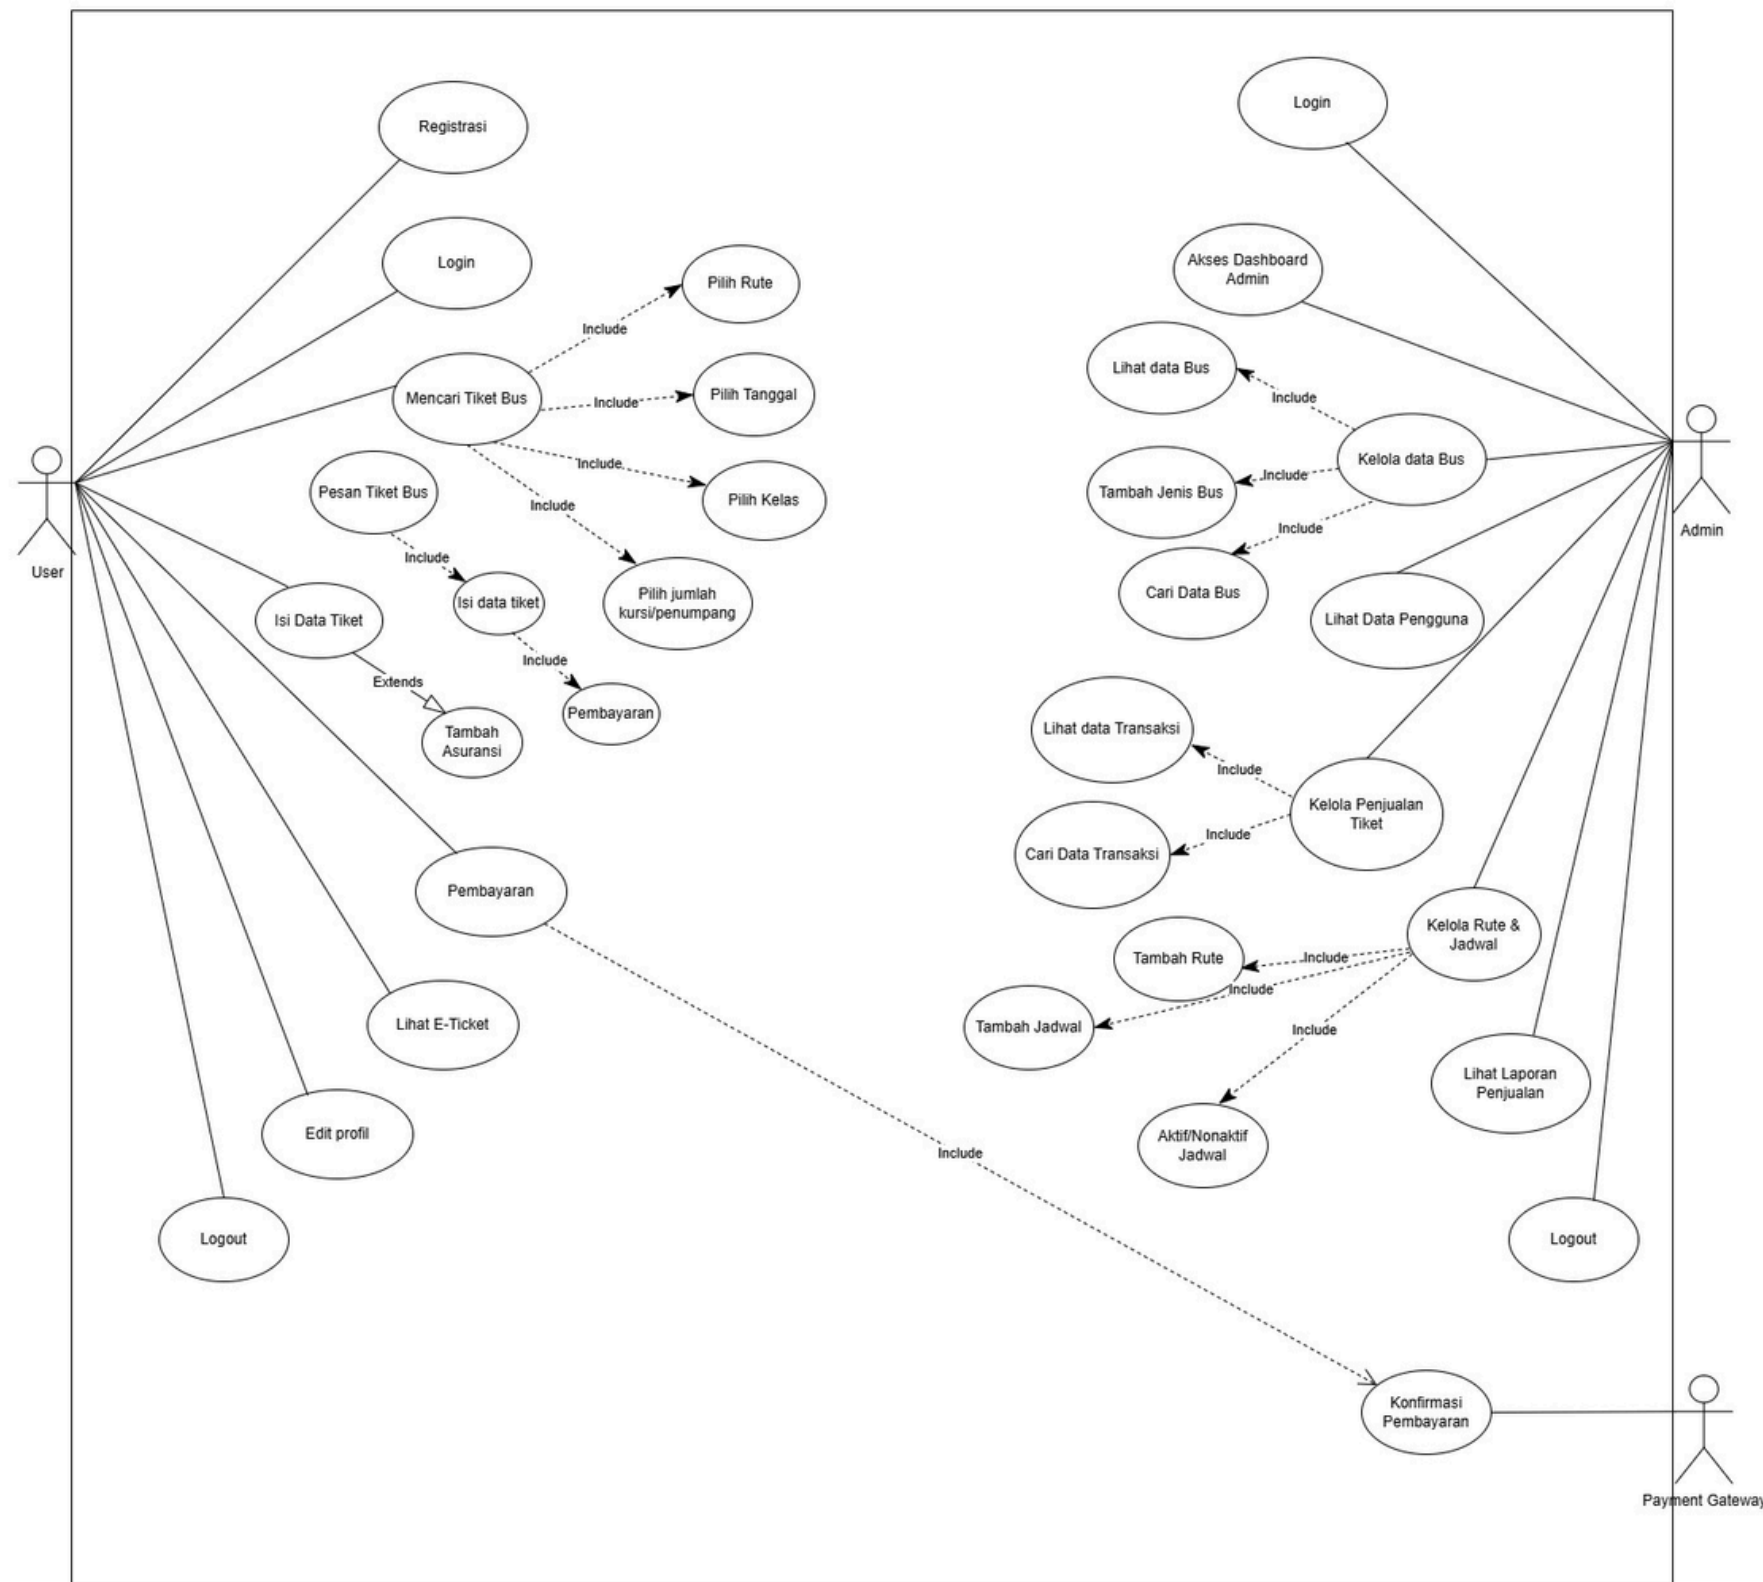 Registrasi
Login
Login
Akses Dashboard
Admin
Pilih Rute
Include
Mencari Tiket Bus
Include
Pilih Tanggal
Include
Pilih Kelas
Include
Pilih jumlah
kursi/penumpang
Lihat data Bus
Include
Kelola data Bus
Tambah Jenis Bus
Include
Include
Cari Data Bus
User
Admin
Pesan Tiket Bus
Include
Isi data tiket
Include
Pembayaran
Isi Data Tiket
Extends
Tambah
Asuransi
Lihat Data Pengguna
Lihat data Transaksi
Include
Kelola Penjualan
Tiket
Cari Data Transaksi
Include
Pembayaran
Kelola Rute &
Jadwal
Tambah Rute
Include
Include
Tambah Jadwal
Include
Aktif/Nonaktif
Jadwal
Lihat E-Ticket
Lihat Laporan
Penjualan
Edit profil
Include
Logout
Logout
Konfirmasi
Pembayaran
Payment Gateway